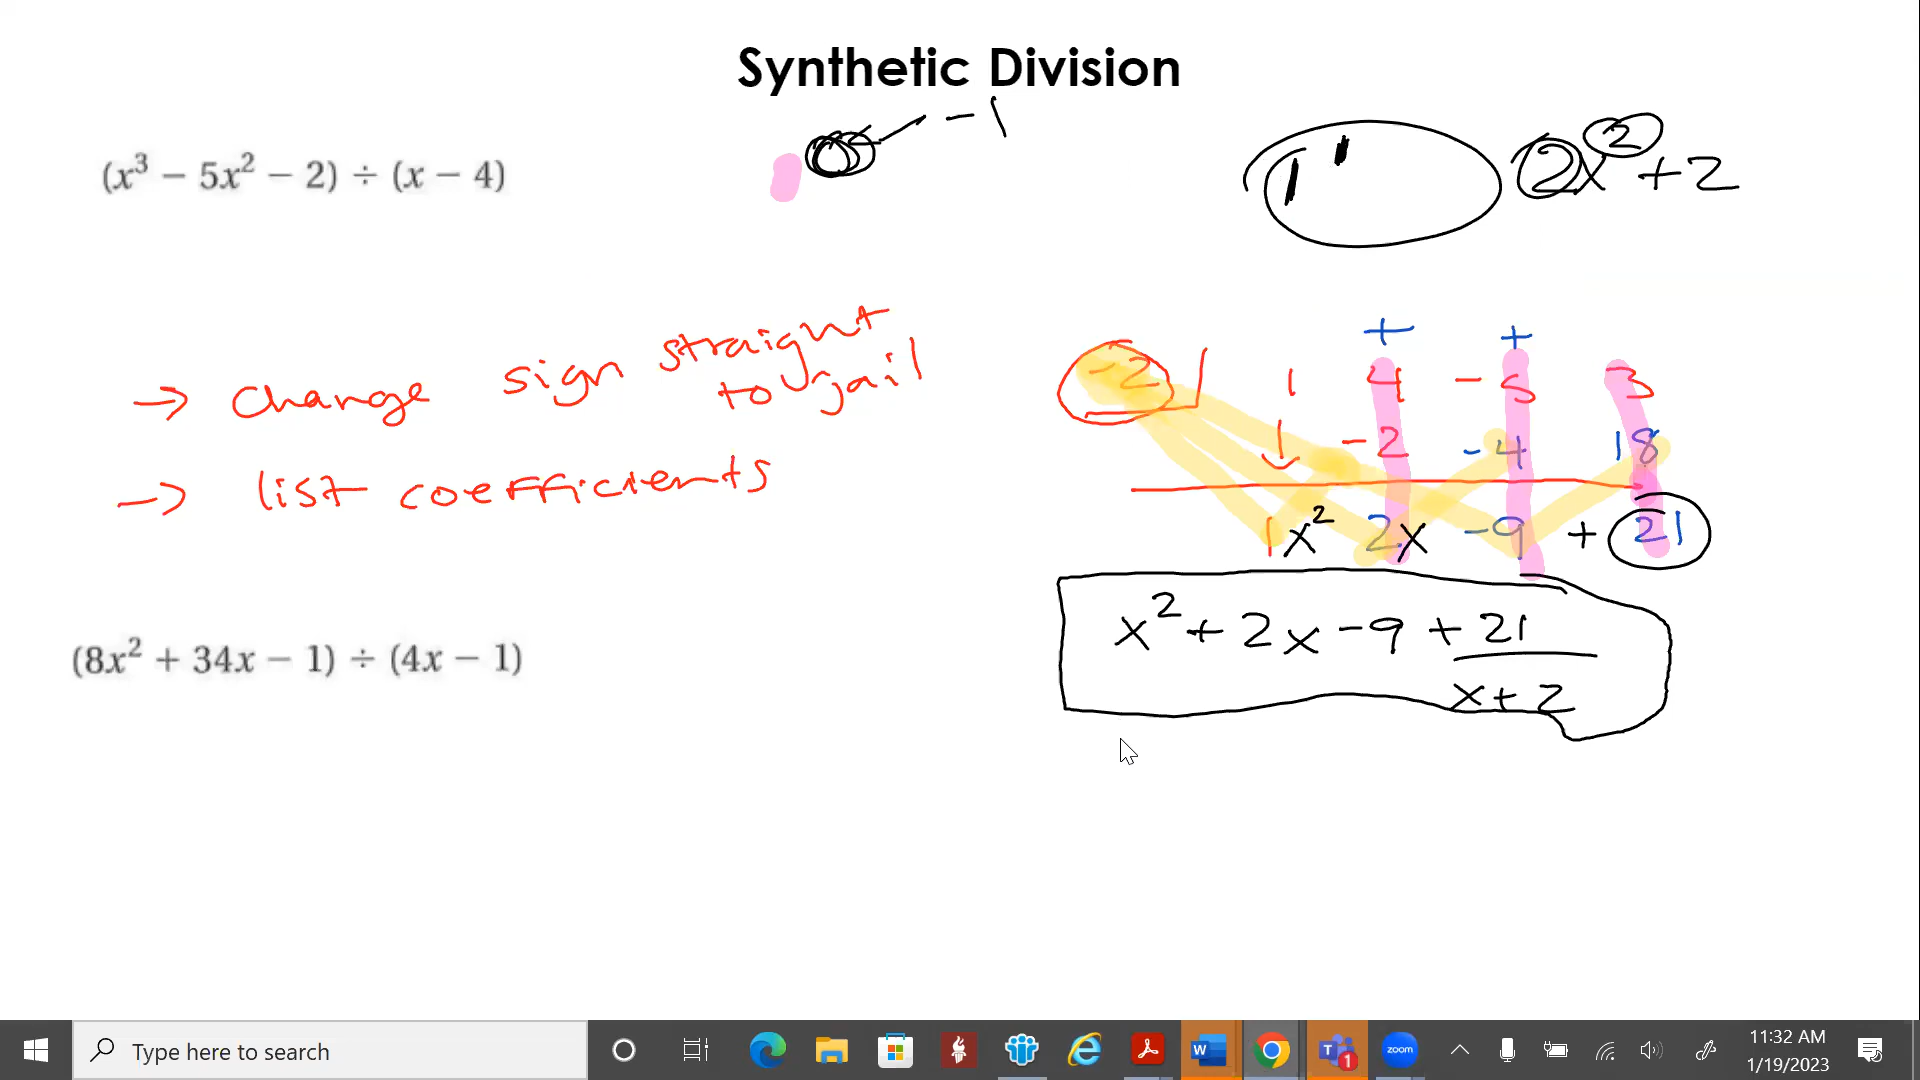 Synthetic Division
(x³ − 5x² − 2) ÷ (x − 4)
-1
2x²+2
→ change sign straight to jail
→ list coefficients
+ +
-2 | 1 4 -5 3
-2 -4 18
1x² 2x -9 + 21
x² + 2x -9 + 21
x+2
(8x² + 34x − 1) ÷ (4x − 1)
Type here to search
W
1
zoom
11:32 AM
1/19/2023